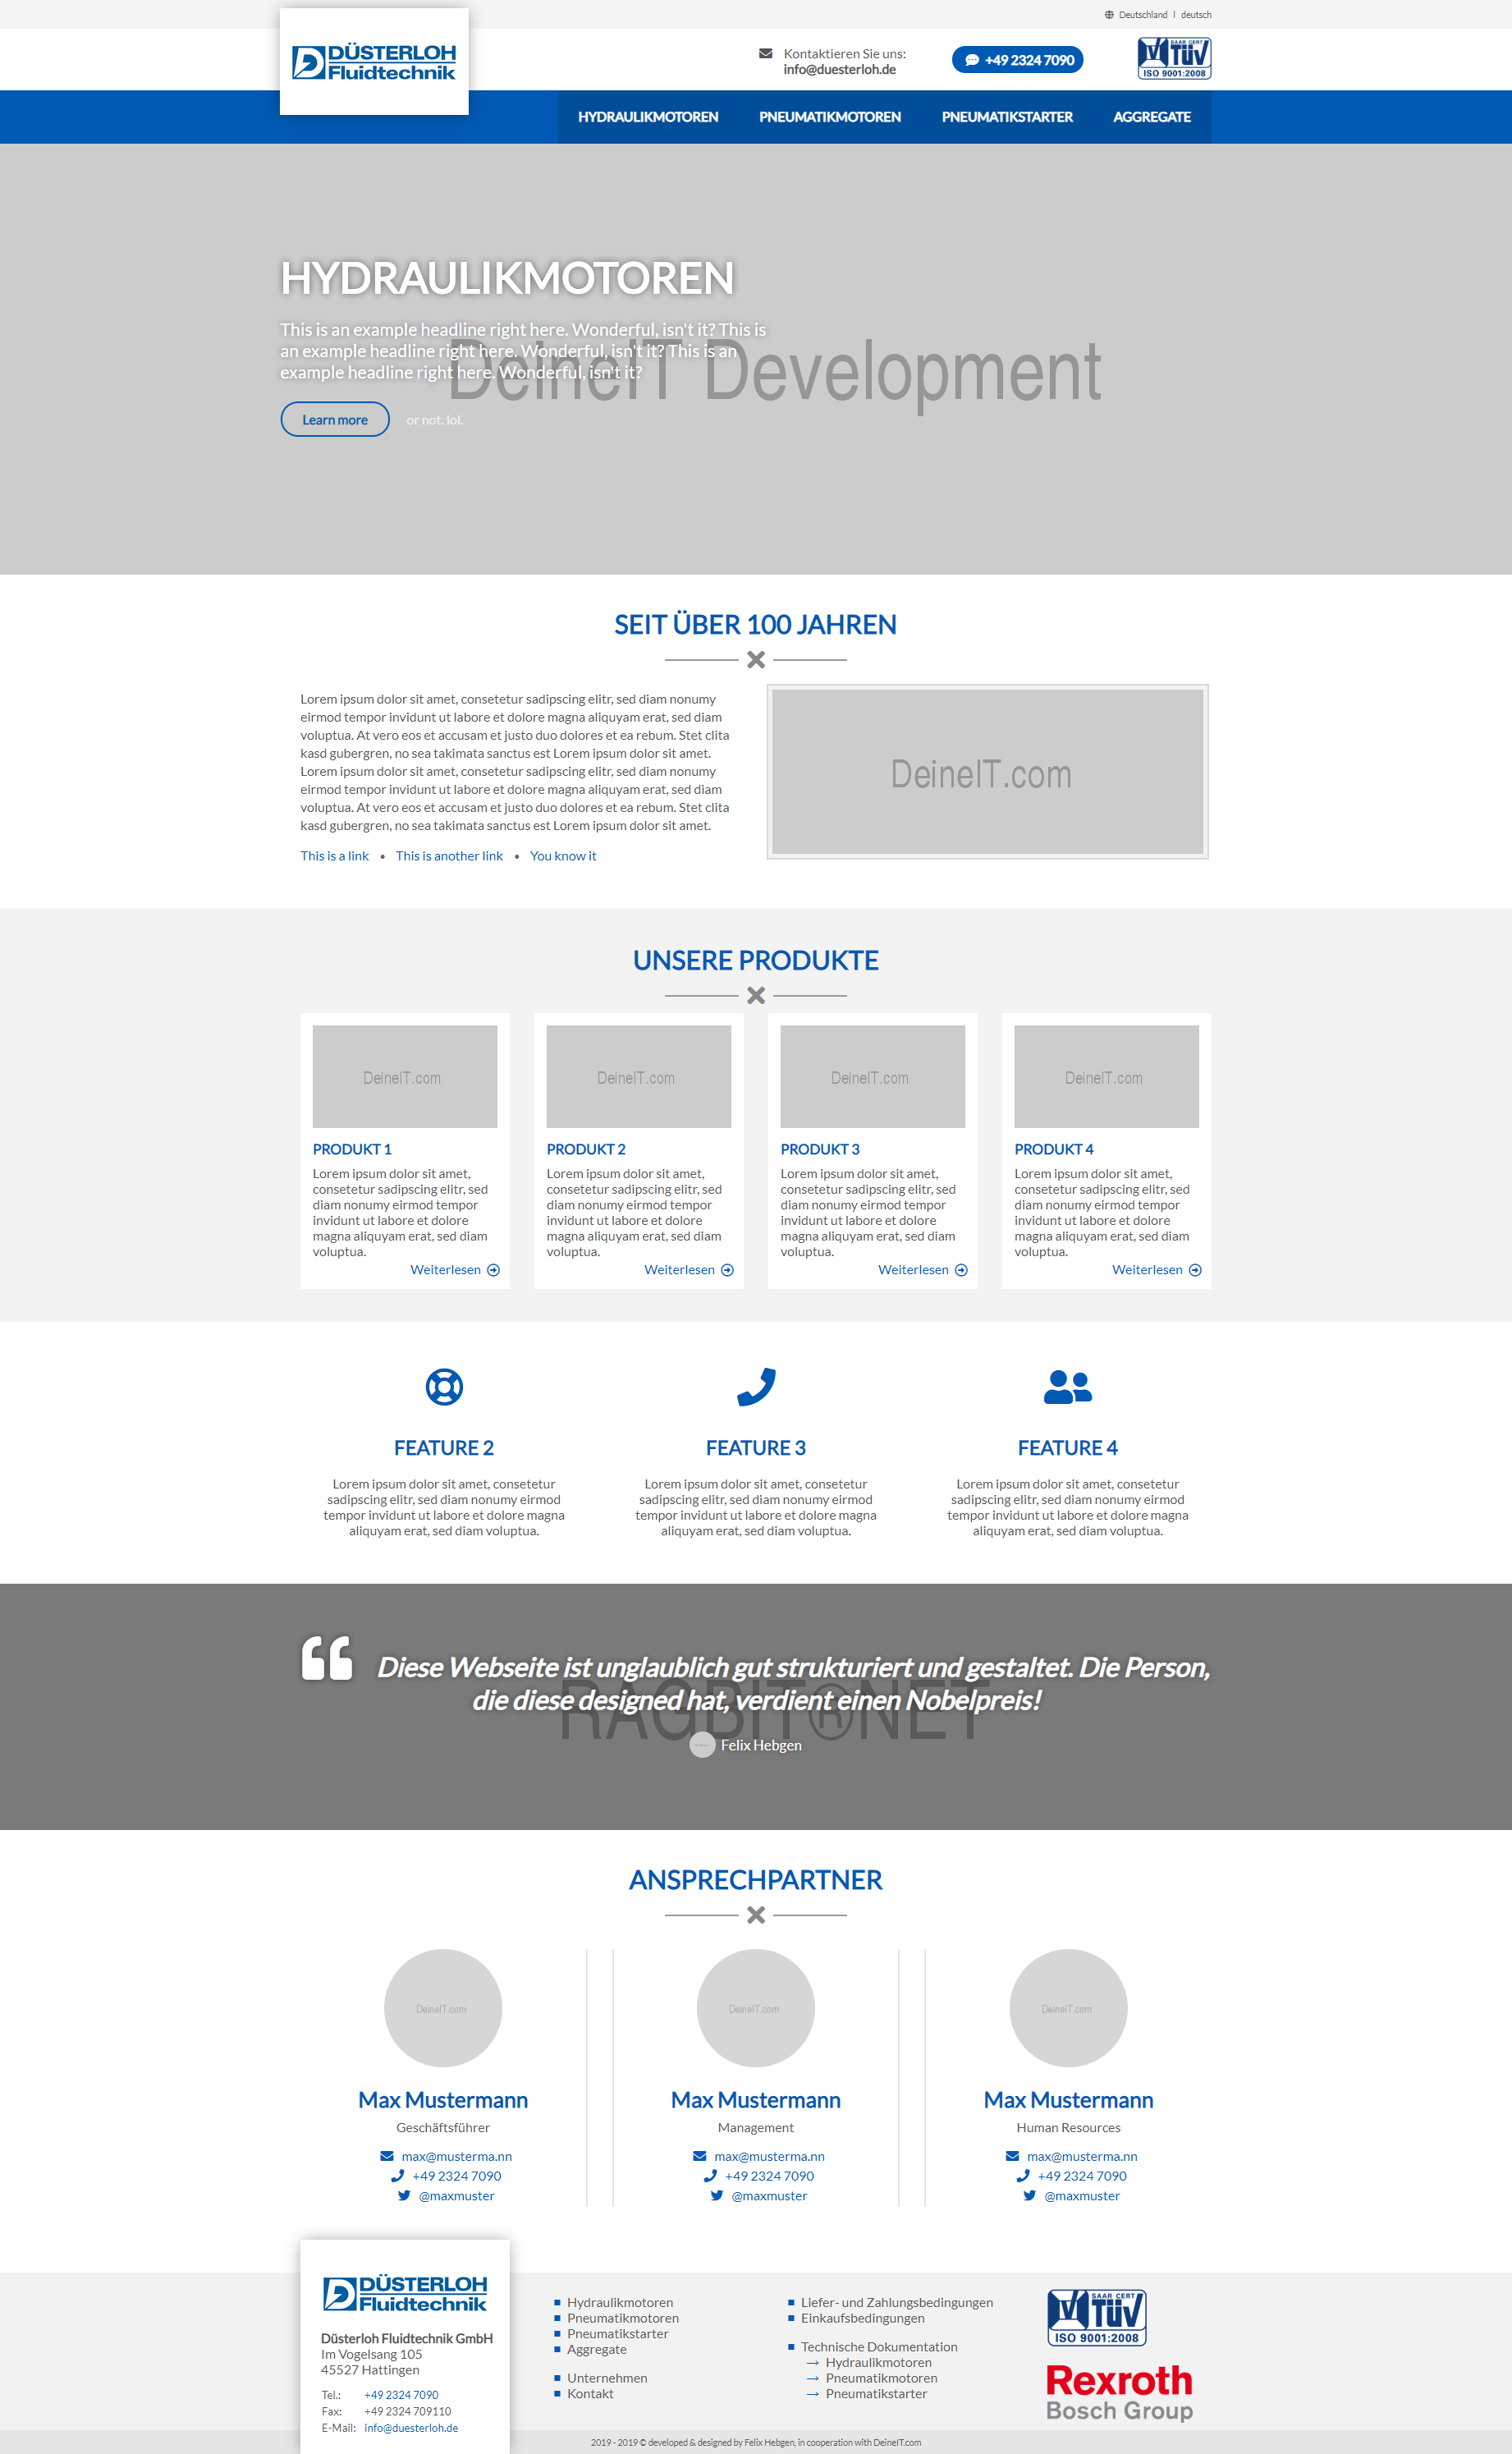 Deutschland | deutsch
DÜSTERLOH
Fluidtechnik
Kontaktieren Sie uns:
info@duesterloh.de
+49 2324 7090
SAAR CERT
TÜV
ISO 9001:2008
HYDRAULIKMOTOREN PNEUMATIKMOTOREN PNEUMATIKSTARTER AGGREGATE
HYDRAULIKMOTOREN
This is an example headline right here. Wonderful, isn't it? This is
an example headline right here. Wonderful, isn't it? This is an
example headline right here. Wonderful, isn't it?
DeineIT Development
Learn more or not. lol.
SEIT ÜBER 100 JAHREN
Lorem ipsum dolor sit amet, consetetur sadipscing elitr, sed diam nonumy
eirmod tempor invidunt ut labore et dolore magna aliquyam erat, sed diam
voluptua. At vero eos et accusam et justo duo dolores et ea rebum. Stet clita
kasd gubergren, no sea takimata sanctus est Lorem ipsum dolor sit amet.
Lorem ipsum dolor sit amet, consetetur sadipscing elitr, sed diam nonumy
eirmod tempor invidunt ut labore et dolore magna aliquyam erat, sed diam
voluptua. At vero eos et accusam et justo duo dolores et ea rebum. Stet clita
kasd gubergren, no sea takimata sanctus est Lorem ipsum dolor sit amet.
This is a link • This is another link • You know it
DeineIT.com
UNSERE PRODUKTE
DeineIT.com
PRODUKT 1
Lorem ipsum dolor sit amet,
consetetur sadipscing elitr, sed
diam nonumy eirmod tempor
invidunt ut labore et dolore
magna aliquyam erat, sed diam
voluptua.
Weiterlesen
DeineIT.com
PRODUKT 2
Lorem ipsum dolor sit amet,
consetetur sadipscing elitr, sed
diam nonumy eirmod tempor
invidunt ut labore et dolore
magna aliquyam erat, sed diam
voluptua.
Weiterlesen
DeineIT.com
PRODUKT 3
Lorem ipsum dolor sit amet,
consetetur sadipscing elitr, sed
diam nonumy eirmod tempor
invidunt ut labore et dolore
magna aliquyam erat, sed diam
voluptua.
Weiterlesen
DeineIT.com
PRODUKT 4
Lorem ipsum dolor sit amet,
consetetur sadipscing elitr, sed
diam nonumy eirmod tempor
invidunt ut labore et dolore
magna aliquyam erat, sed diam
voluptua.
Weiterlesen
FEATURE 2
Lorem ipsum dolor sit amet, consetetur
sadipscing elitr, sed diam nonumy eirmod
tempor invidunt ut labore et dolore magna
aliquyam erat, sed diam voluptua.
FEATURE 3
Lorem ipsum dolor sit amet, consetetur
sadipscing elitr, sed diam nonumy eirmod
tempor invidunt ut labore et dolore magna
aliquyam erat, sed diam voluptua.
FEATURE 4
Lorem ipsum dolor sit amet, consetetur
sadipscing elitr, sed diam nonumy eirmod
tempor invidunt ut labore et dolore magna
aliquyam erat, sed diam voluptua.
Diese Webseite ist unglaublich gut strukturiert und gestaltet. Die Person,
die diese designed hat, verdient einen Nobelpreis!
RAGBIT®NET
Felix Hebgen
ANSPRECHPARTNER
DeineIT.com
Max Mustermann
Geschäftsführer
max@musterma.nn
+49 2324 7090
@maxmuster
DeineIT.com
Max Mustermann
Management
max@musterma.nn
+49 2324 7090
@maxmuster
DeineIT.com
Max Mustermann
Human Resources
max@musterma.nn
+49 2324 7090
@maxmuster
DÜSTERLOH
Fluidtechnik
Düsterloh Fluidtechnik GmbH
Im Vogelsang 105
45527 Hattingen
Tel.: +49 2324 7090
Fax: +49 2324 709110
E-Mail: info@duesterloh.de
Hydraulikmotoren
Pneumatikmotoren
Pneumatikstarter
Aggregate
Unternehmen
Kontakt
Liefer- und Zahlungsbedingungen
Einkaufsbedingungen
Technische Dokumentation
→ Hydraulikmotoren
→ Pneumatikmotoren
→ Pneumatikstarter
SAAR CERT
TÜV
ISO 9001:2008
Rexroth
Bosch Group
2019 - 2019 © developed & designed by Felix Hebgen, in cooperation with DeineIT.com